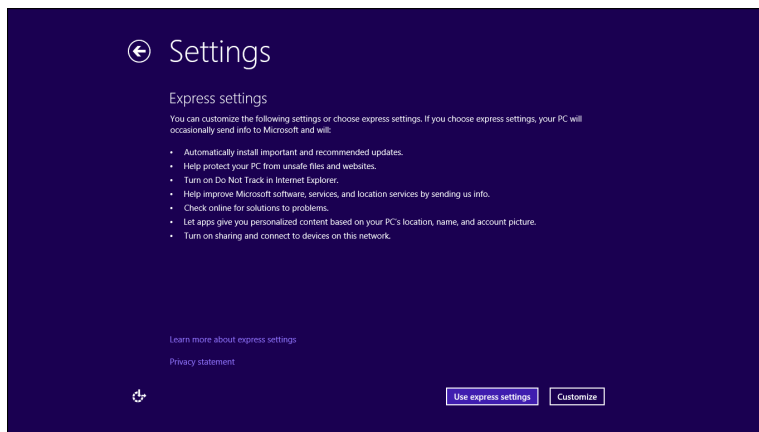 Settings
Express settings
You can customize the following settings or choose express settings. If you choose express settings, your PC will
occasionally send info to Microsoft and will:
• Automatically install important and recommended updates.
• Help protect your PC from unsafe files and websites.
• Turn on Do Not Track in Internet Explorer.
• Help improve Microsoft software, services, and location services by sending us info.
• Check online for solutions to problems.
• Let apps give you personalized content based on your PC's location, name, and account picture.
• Turn on sharing and connect to devices on this network.
Learn more about express settings
Privacy statement
Use express settings Customize